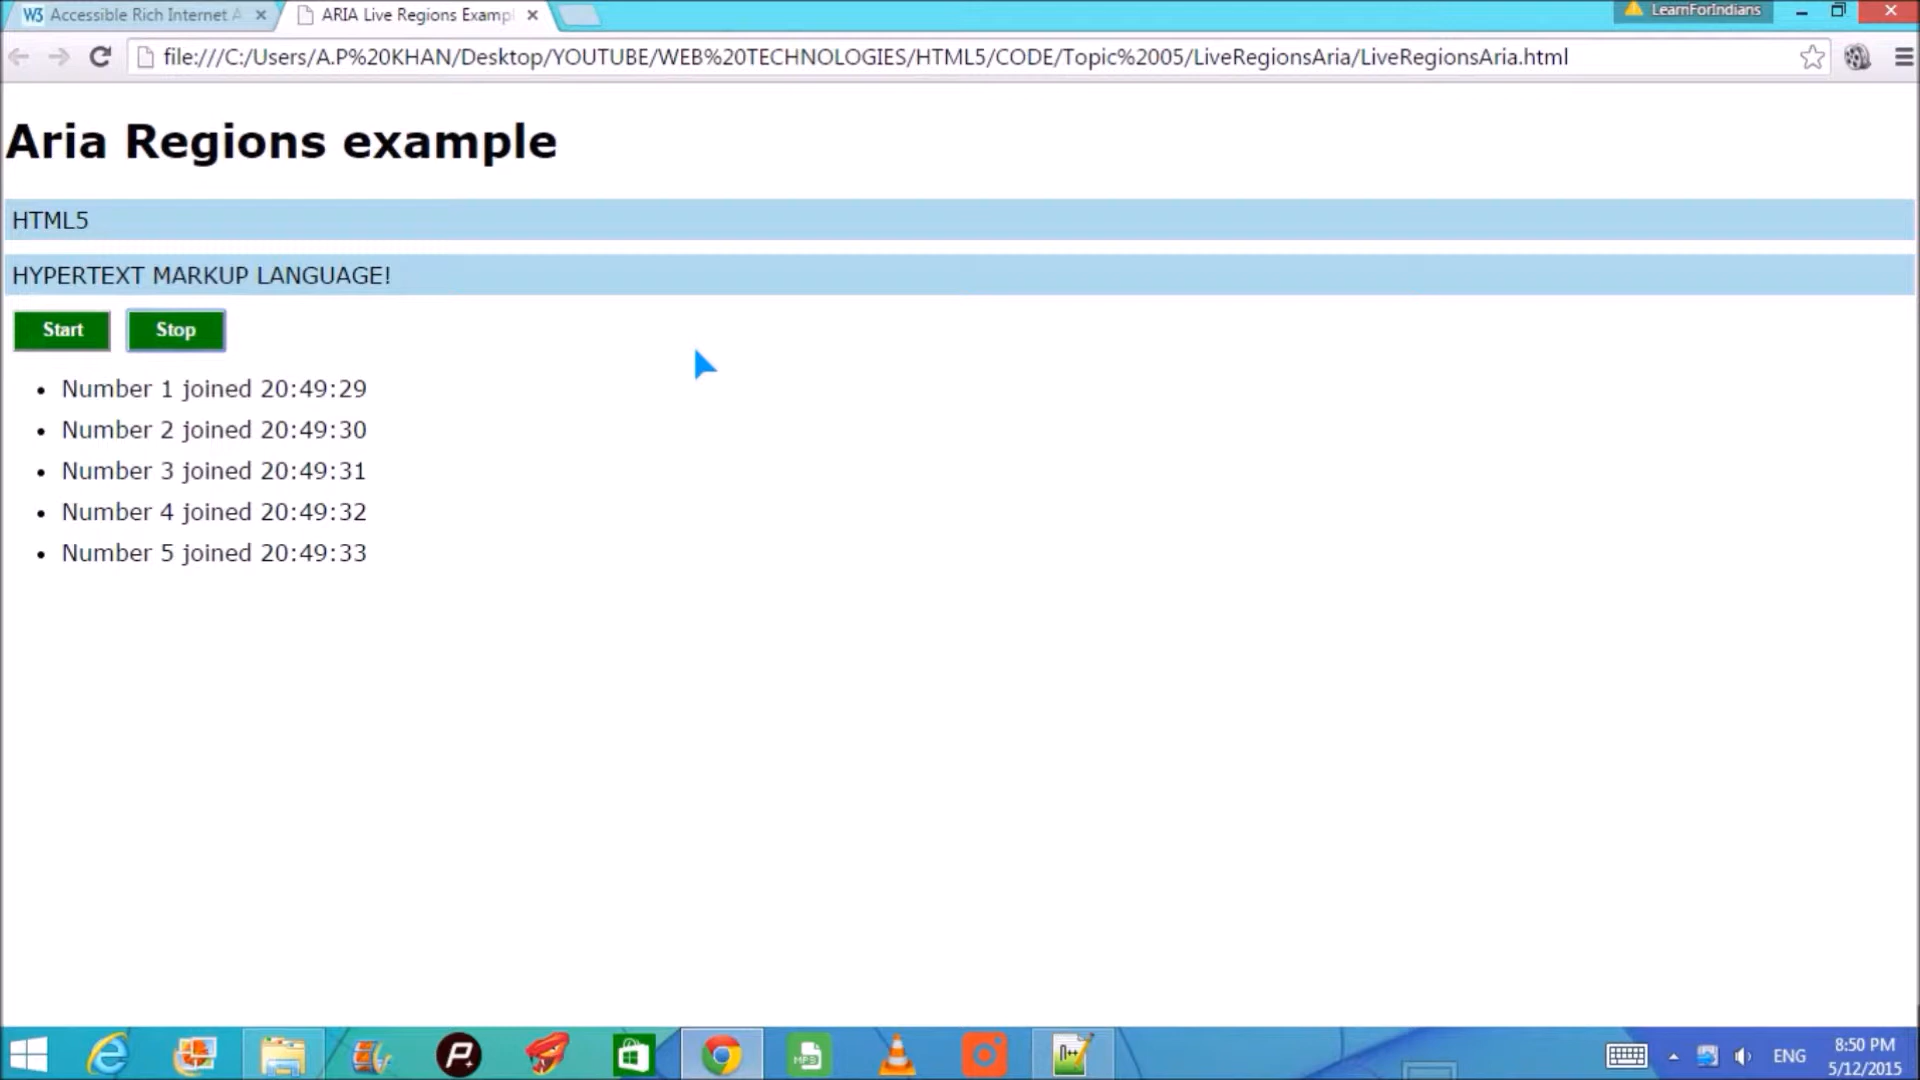 W3 Accessible Rich Internet A
ARIA Live Regions Exampl
LearnForIndians
file:///C:/Users/A.P%20KHAN/Desktop/YOUTUBE/WEB%20TECHNOLOGIES/HTML5/CODE/Topic%2005/LiveRegionsAria/LiveRegionsAria.html
Aria Regions example
HTML5
HYPERTEXT MARKUP LANGUAGE!
Start Stop
Number 1 joined 20:49:29
Number 2 joined 20:49:30
Number 3 joined 20:49:31
Number 4 joined 20:49:32
Number 5 joined 20:49:33
MP3
n++
ENG
8:50 PM
5/12/2015